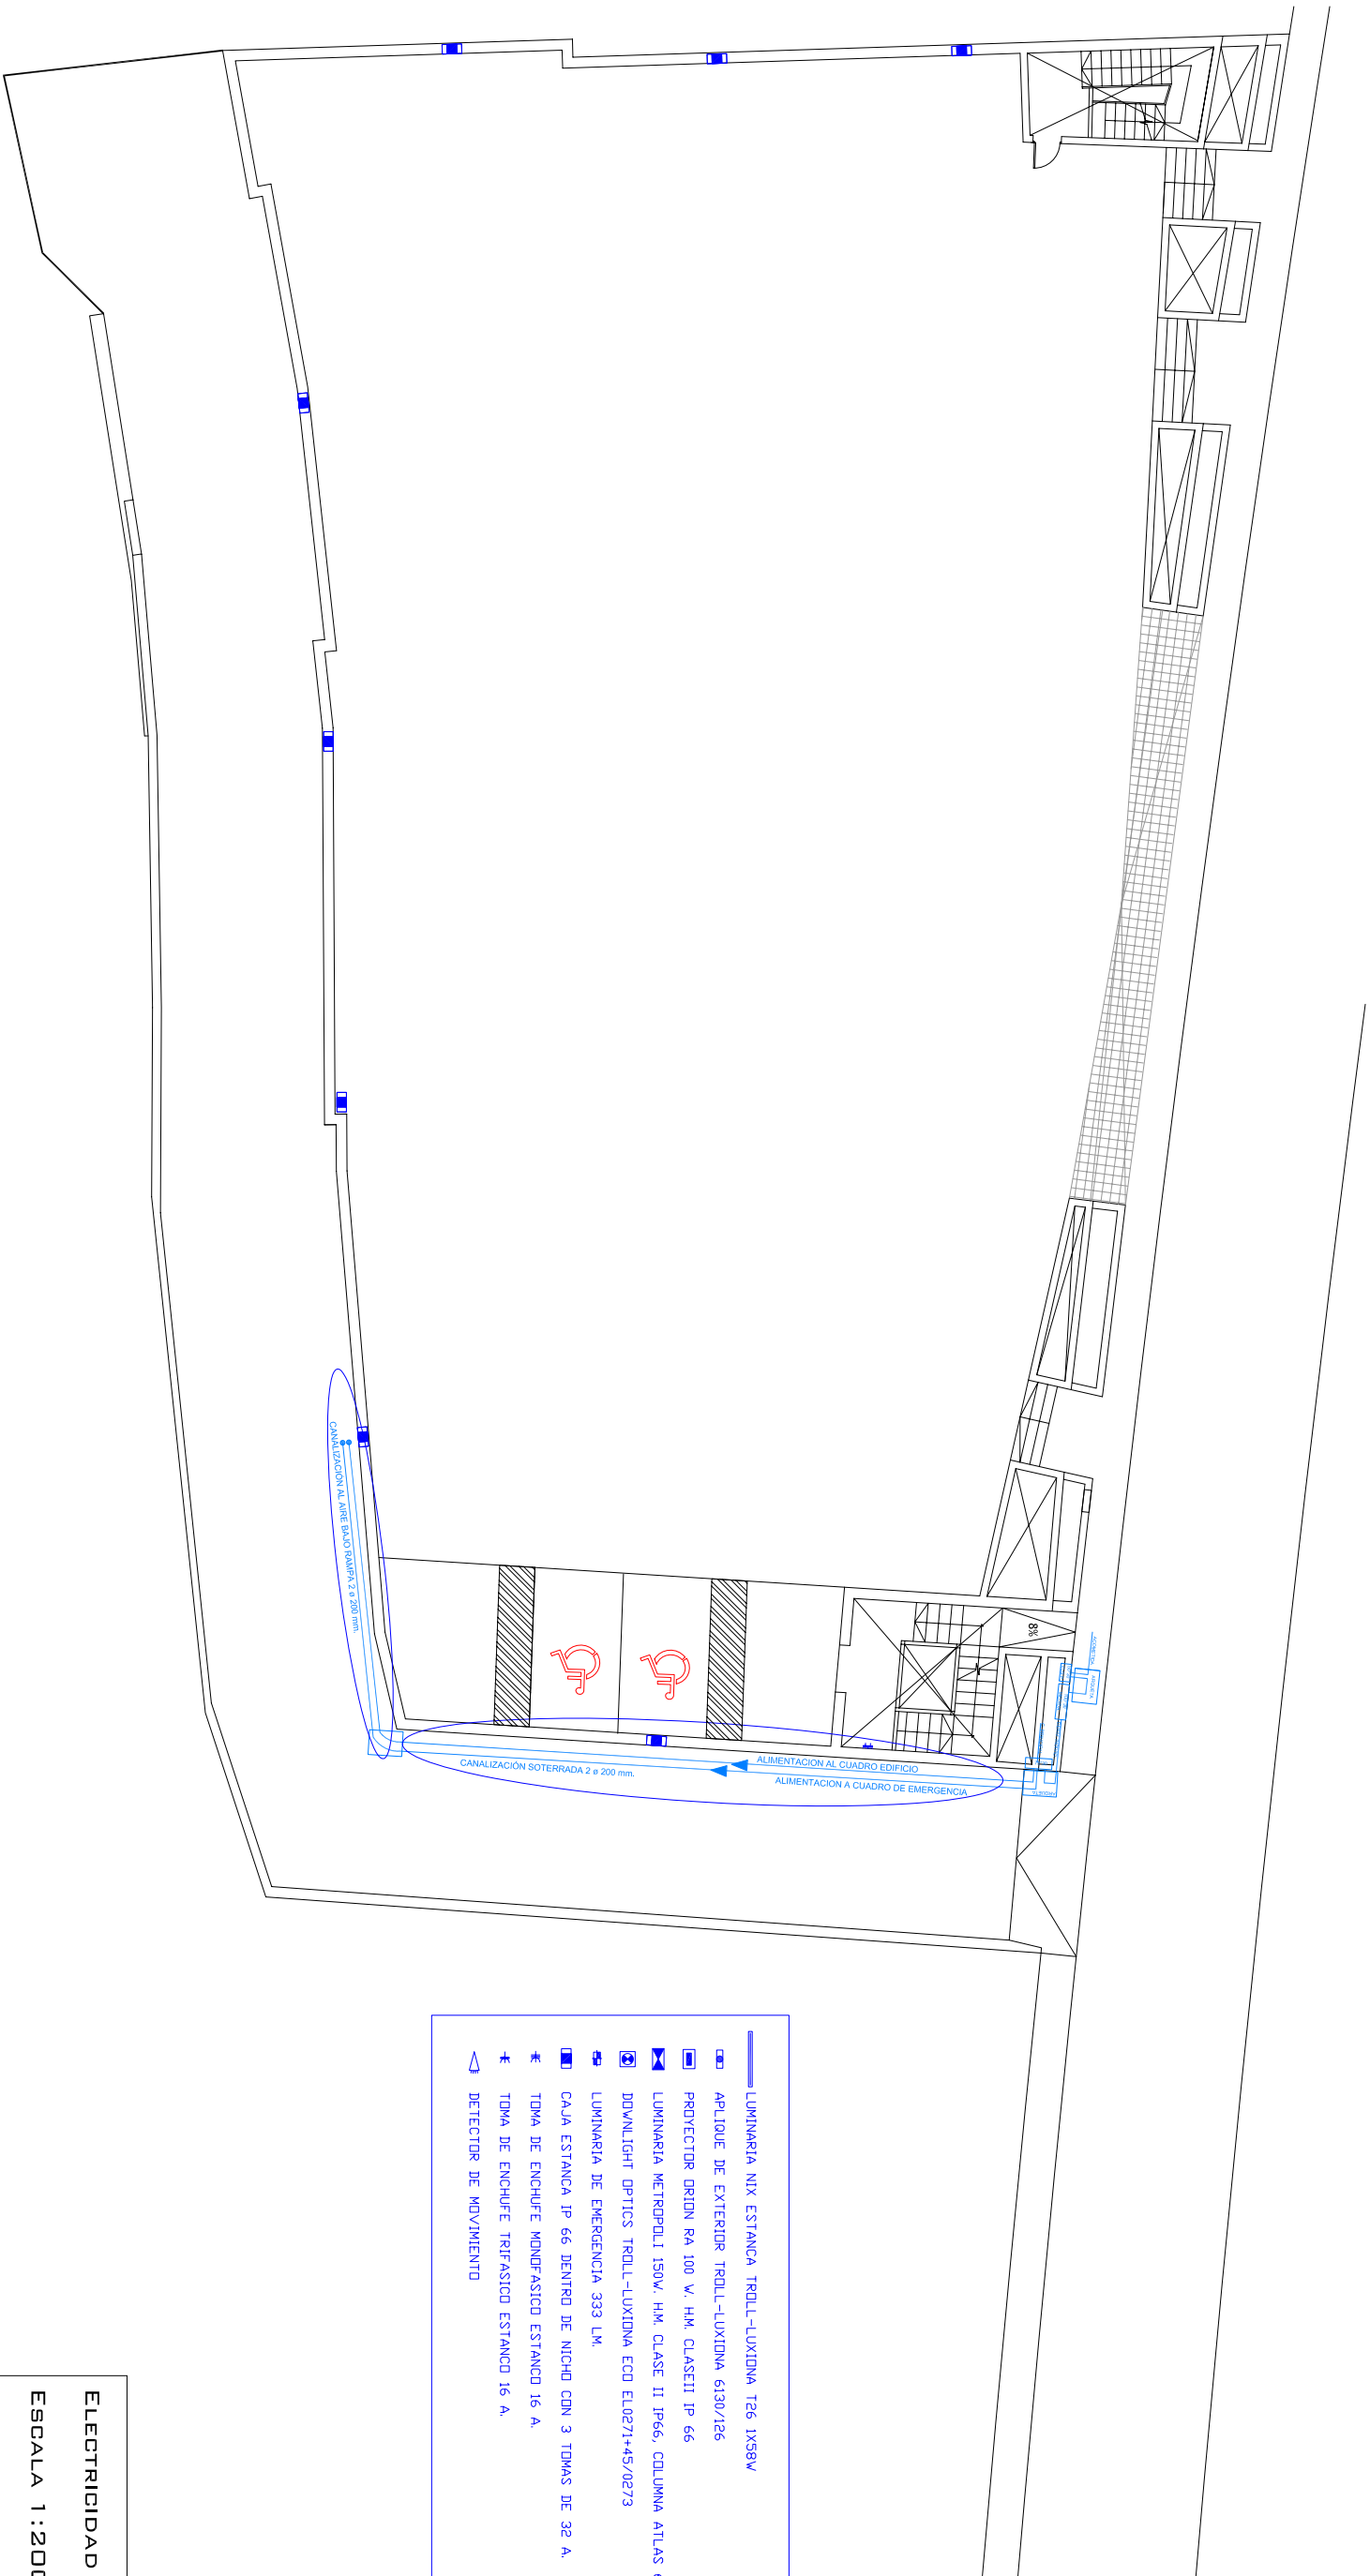 8%
ACOMETIDA
ARQUETA
ARQUETA
ALIMENTACION AL CUADRO EDIFICIO
ALIMENTACION A CUADRO DE EMERGENCIA
CANALIZACIÓN SOTERRADA 2 ø 200 mm.
CANALIZACIÓN AL AIRE BAJO RAMPA 2 ø 200 mm.
LUMINARIA NIX ESTANCA TROLL-LUXIONA T26 1X58W
APLIQUE DE EXTERIOR TROLL-LUXIONA 6130/126
PROYECTOR ORION RA 100 W. H.M. CLASEII IP 66
LUMINARIA METROPOLI 150W. H.M. CLASE II IP66, COLUMNA ATLAS
DOWNLIGHT OPTICS TROLL-LUXIONA ECO EL0271+45/0273
LUMINARIA DE EMERGENCIA 333 LM.
CAJA ESTANCA IP 66 DENTRO DE NICHO CON 3 TOMAS DE 32 A.
TOMA DE ENCHUFE MONOFASICO ESTANCO 16 A.
TOMA DE ENCHUFE TRIFASICO ESTANCO 16 A.
DETECTOR DE MOVIMIENTO
ELECTRICIDAD
ESCALA 1:200